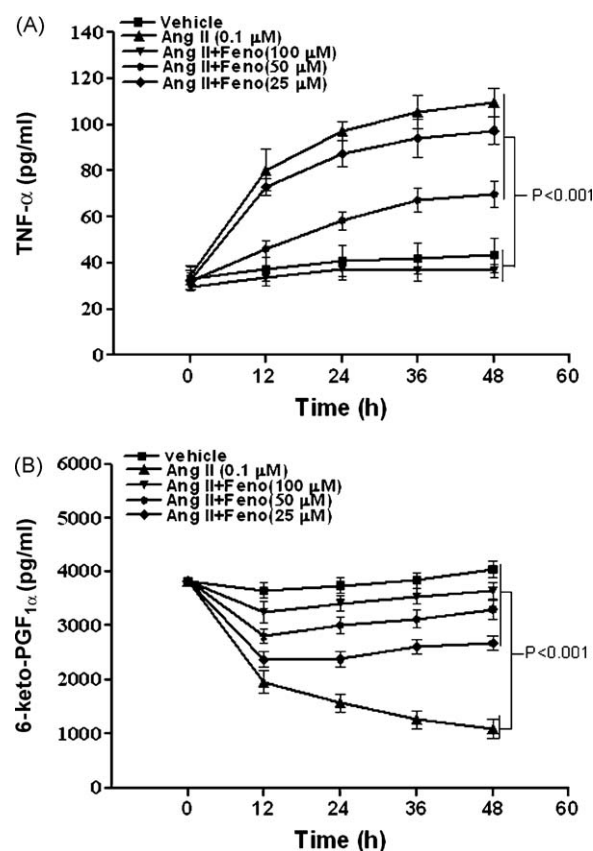 (A)
Vehicle
Ang II (0.1 µM)
Ang II+Feno(100 µM)
Ang II+Feno(50 µM)
Ang II+Feno(25 µM)
140
120
100
80
60
40
20
0
TNF-α (pg/ml)
P<0.001
0 12 24 36 48 60
Time (h)
(B)
vehicle
Ang II (0.1 µM)
Ang II+Feno(100 µM)
Ang II+Feno(50 µM)
Ang II+Feno(25 µM)
6000
5000
4000
3000
2000
1000
0
6-keto-PGF1α (pg/ml)
P<0.001
0 12 24 36 48 60
Time (h)